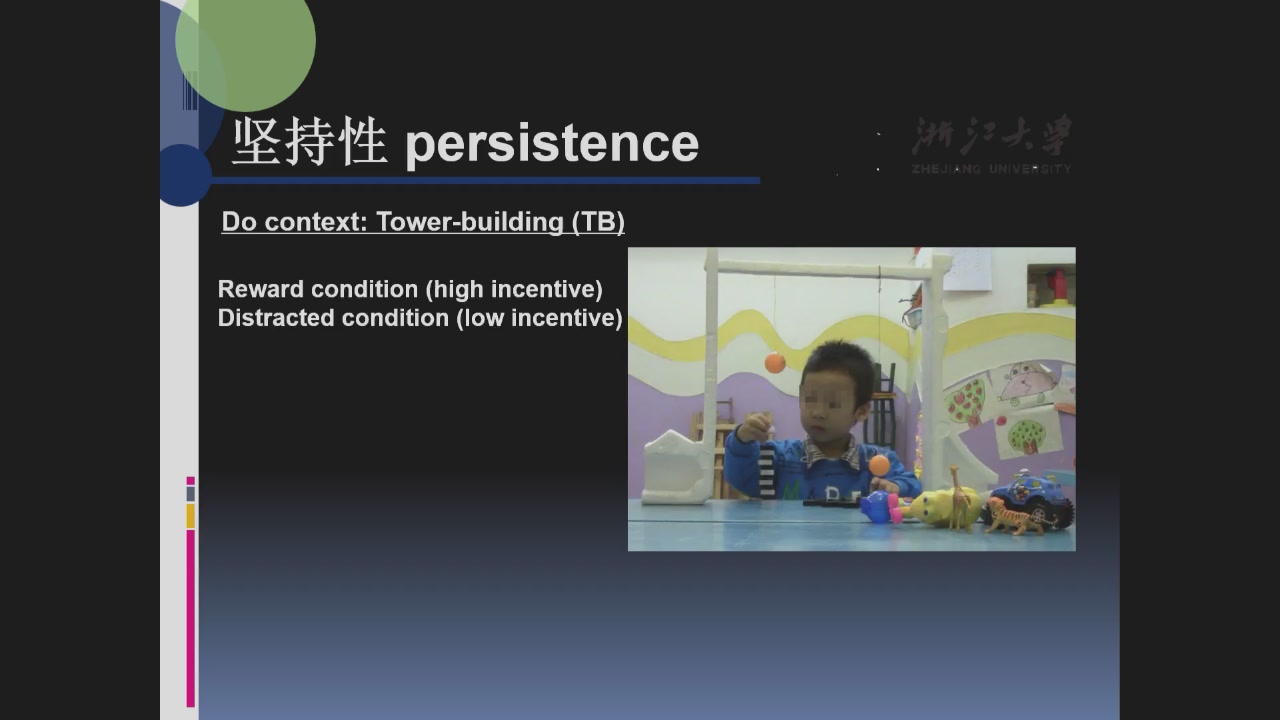 坚持性 persistence
浙江大学
ZHEJIANG UNIVERSITY
Do context: Tower-building (TB)
Reward condition (high incentive)
Distracted condition (low incentive)